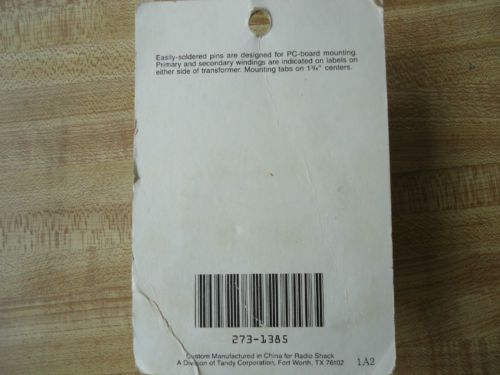 Easily-soldered pins are designed for PC-board mounting.
Primary and secondary windings are indicated on labels on
either side of transformer. Mounting tabs on 1¾" centers.
273-1385
Custom Manufactured in China for Radio Shack
A Division of Tandy Corporation, Fort Worth, TX 76102
1A2